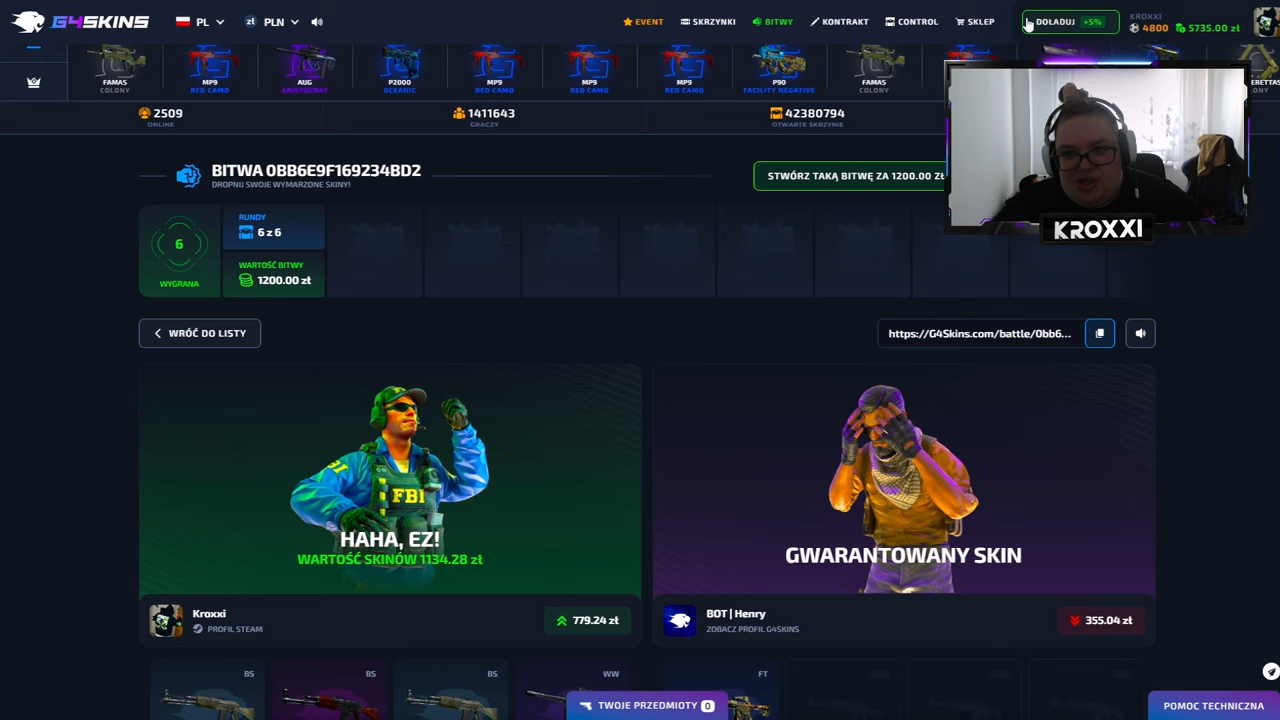 G4SKINS
PL
zł PLN
EVENT
SKRZYNKI
BITWY
KONTRAKT
CONTROL
SKLEP
DOŁADUJ +5%
KROXXI
4800 5735.00 zł
FAMAS
COLONY
MP9
RED CAMO
AUG
ARISTOCRAT
P2000
OCEANIC
MP9
RED CAMO
MP9
RED CAMO
MP9
RED CAMO
P90
FACILITY NEGATIVE
FAMAS
COLONY
2509
ONLINE
1411643
GRACZY
42380794
OTWARTE SKRZYNIE
BITWA 0BB6E9F169234BD2
DROPNIJ SWOJE WYMARZONE SKINY!
STWÓRZ TAKĄ BITWĘ ZA 1200.00 ZŁ
KROXXI
6
WYGRANA
RUNDY
6 z 6
WARTOŚĆ BITWY
1200.00 zł
WRÓĆ DO LISTY
https://G4Skins.com/battle/0bb6...
FBI
HAHA, EZ!
WARTOŚĆ SKINÓW 1134.28 zł
GWARANTOWANY SKIN
Kroxxi
PROFIL STEAM
779.24 zł
BOT | Henry
ZOBACZ PROFIL G4SKINS
355.04 zł
BS
BS
BS
WW
FT
TWOJE PRZEDMIOTY 0
POMOC TECHNICZNA